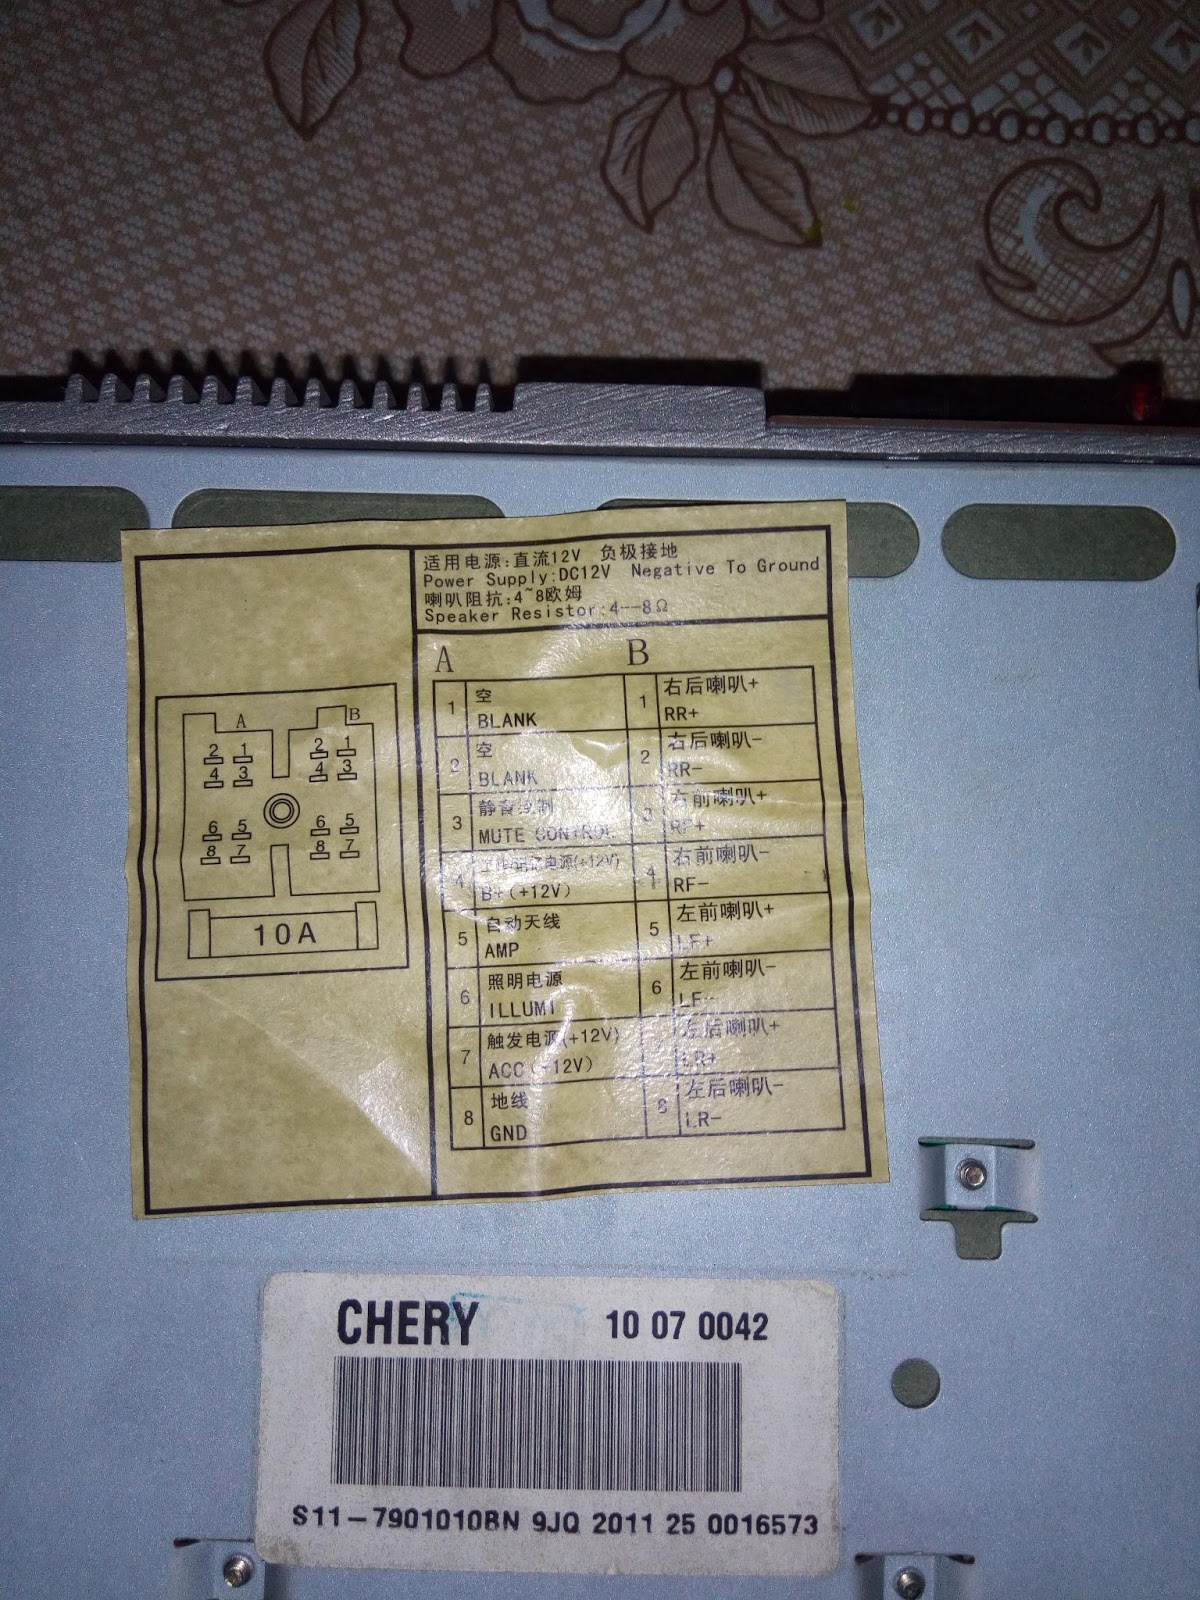 适用电源:直流12V 负极接地
Power Supply:DC12V Negative To Ground
喇叭阻抗:4~8欧姆
Speaker Resistor:4--8Ω
A B
2 1 2 1
4 3 4 3
6 5 6 5
8 7 8 7
10A
A
1 空
BLANK
2 空
BLANK
3 静音控制
MUTE CONTROL
4 电源(+12V)
B+(+12V)
5 自动天线
AMP
6 照明电源
ILLUMI
7 触发电源(+12V)
ACC(+12V)
8 地线
GND
B
1 右后喇叭+
RR+
2 右后喇叭-
RR-
3 右前喇叭+
RF+
4 右前喇叭-
RF-
5 左前喇叭+
LF+
6 左前喇叭-
LF-
7 左后喇叭+
LR+
8 左后喇叭-
LR-
CHERY 10 07 0042
S11-7901010BN 9JQ 2011 25 0016573